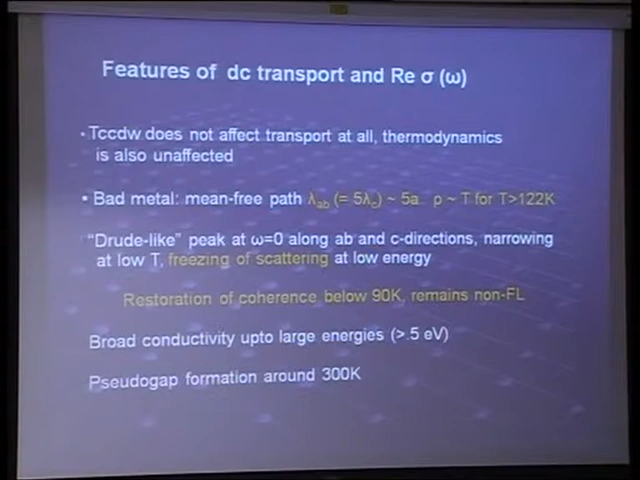 Features of dc transport and Re σ (ω)
• Tccdw does not affect transport at all, thermodynamics
is also unaffected
• Bad metal: mean-free path λab (= 5λc) ~ 5a. ρ ~ T for T>122K
“Drude-like” peak at ω=0 along ab and c-directions, narrowing
at low T, freezing of scattering at low energy
Restoration of coherence below 90K, remains non-FL
Broad conductivity upto large energies (>.5 eV)
Pseudogap formation around 300K